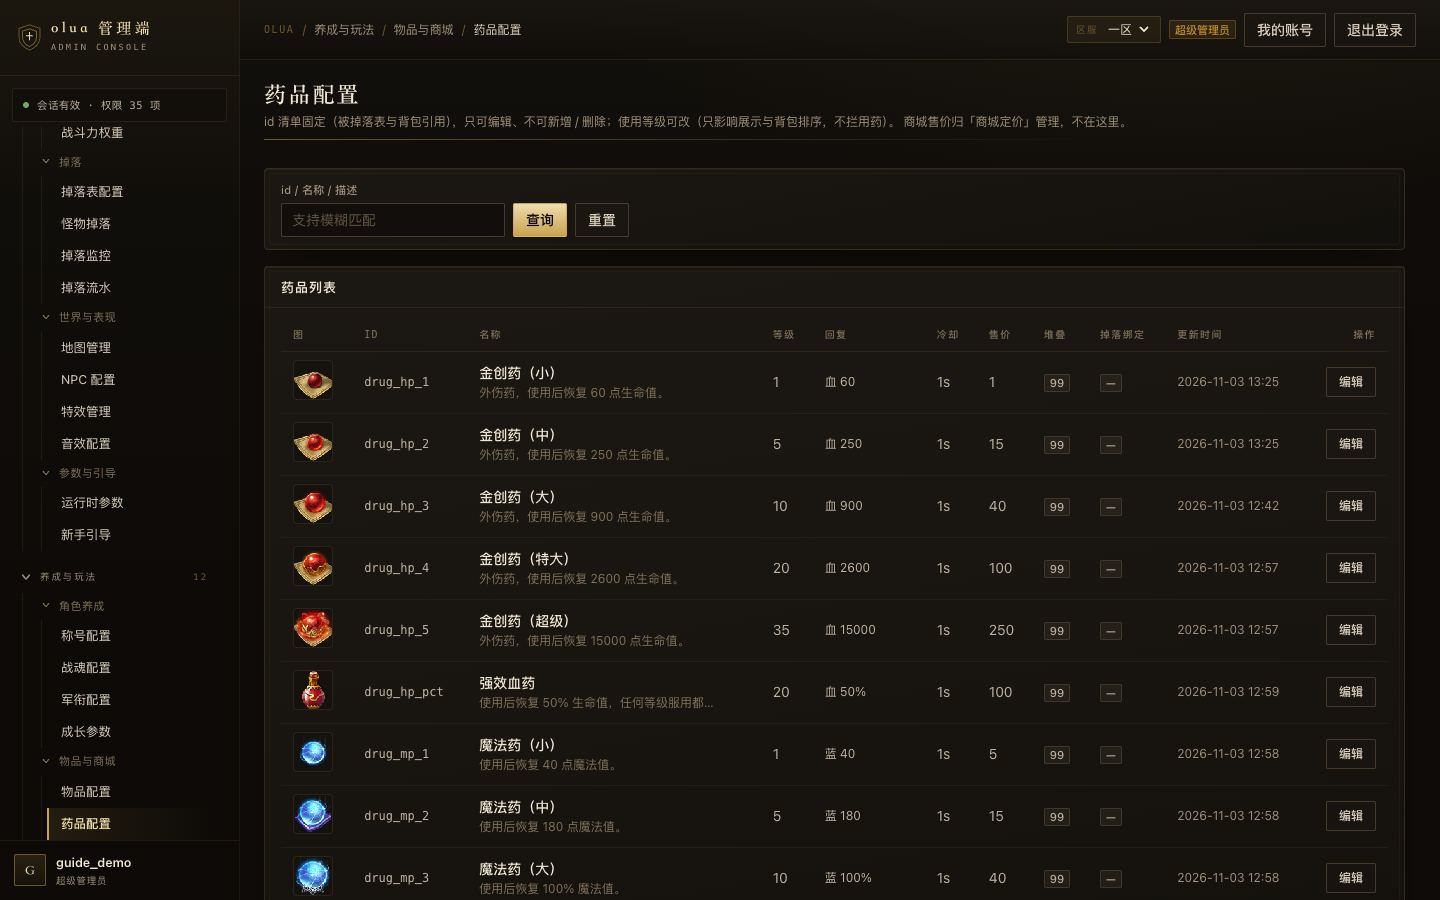 olua 管理端
ADMIN CONSOLE
OLUA / 养成与玩法 / 物品与商城 / 药品配置
区服 一区
超级管理员
我的账号
退出登录
会话有效 · 权限 35 项
战斗力权重
掉落
掉落表配置
怪物掉落
掉落监控
掉落流水
世界与表现
地图管理
NPC 配置
特效管理
音效配置
参数与引导
运行时参数
新手引导
养成与玩法 12
角色养成
称号配置
战魂配置
军衔配置
成长参数
物品与商城
物品配置
药品配置
G
guide_demo
超级管理员
药品配置
id 清单固定（被掉落表与背包引用），只可编辑、不可新增 / 删除；使用等级可改（只影响展示与背包排序，不拦用药）。 商城售价归「商城定价」管理，不在这里。
id / 名称 / 描述
支持模糊匹配
查询
重置
药品列表
图 ID 名称 等级 回复 冷却 售价 堆叠 掉落绑定 更新时间 操作
drug_hp_1 金创药（小） 1 血 60 1s 1 99 — 2026-11-03 13:25 编辑
外伤药，使用后恢复 60 点生命值。
drug_hp_2 金创药（中） 5 血 250 1s 15 99 — 2026-11-03 13:25 编辑
外伤药，使用后恢复 250 点生命值。
drug_hp_3 金创药（大） 10 血 900 1s 40 99 — 2026-11-03 12:42 编辑
外伤药，使用后恢复 900 点生命值。
drug_hp_4 金创药（特大） 20 血 2600 1s 100 99 — 2026-11-03 12:57 编辑
外伤药，使用后恢复 2600 点生命值。
drug_hp_5 金创药（超级） 35 血 15000 1s 250 99 — 2026-11-03 12:57 编辑
外伤药，使用后恢复 15000 点生命值。
drug_hp_pct 强效血药 20 血 50% 1s 100 99 — 2026-11-03 12:59 编辑
使用后恢复 50% 生命值，任何等级服用都...
drug_mp_1 魔法药（小） 1 蓝 40 1s 5 99 — 2026-11-03 12:58 编辑
使用后恢复 40 点魔法值。
drug_mp_2 魔法药（中） 5 蓝 180 1s 15 99 — 2026-11-03 12:58 编辑
使用后恢复 180 点魔法值。
drug_mp_3 魔法药（大） 10 蓝 100% 1s 40 99 — 2026-11-03 12:58 编辑
使用后恢复 100% 魔法值。